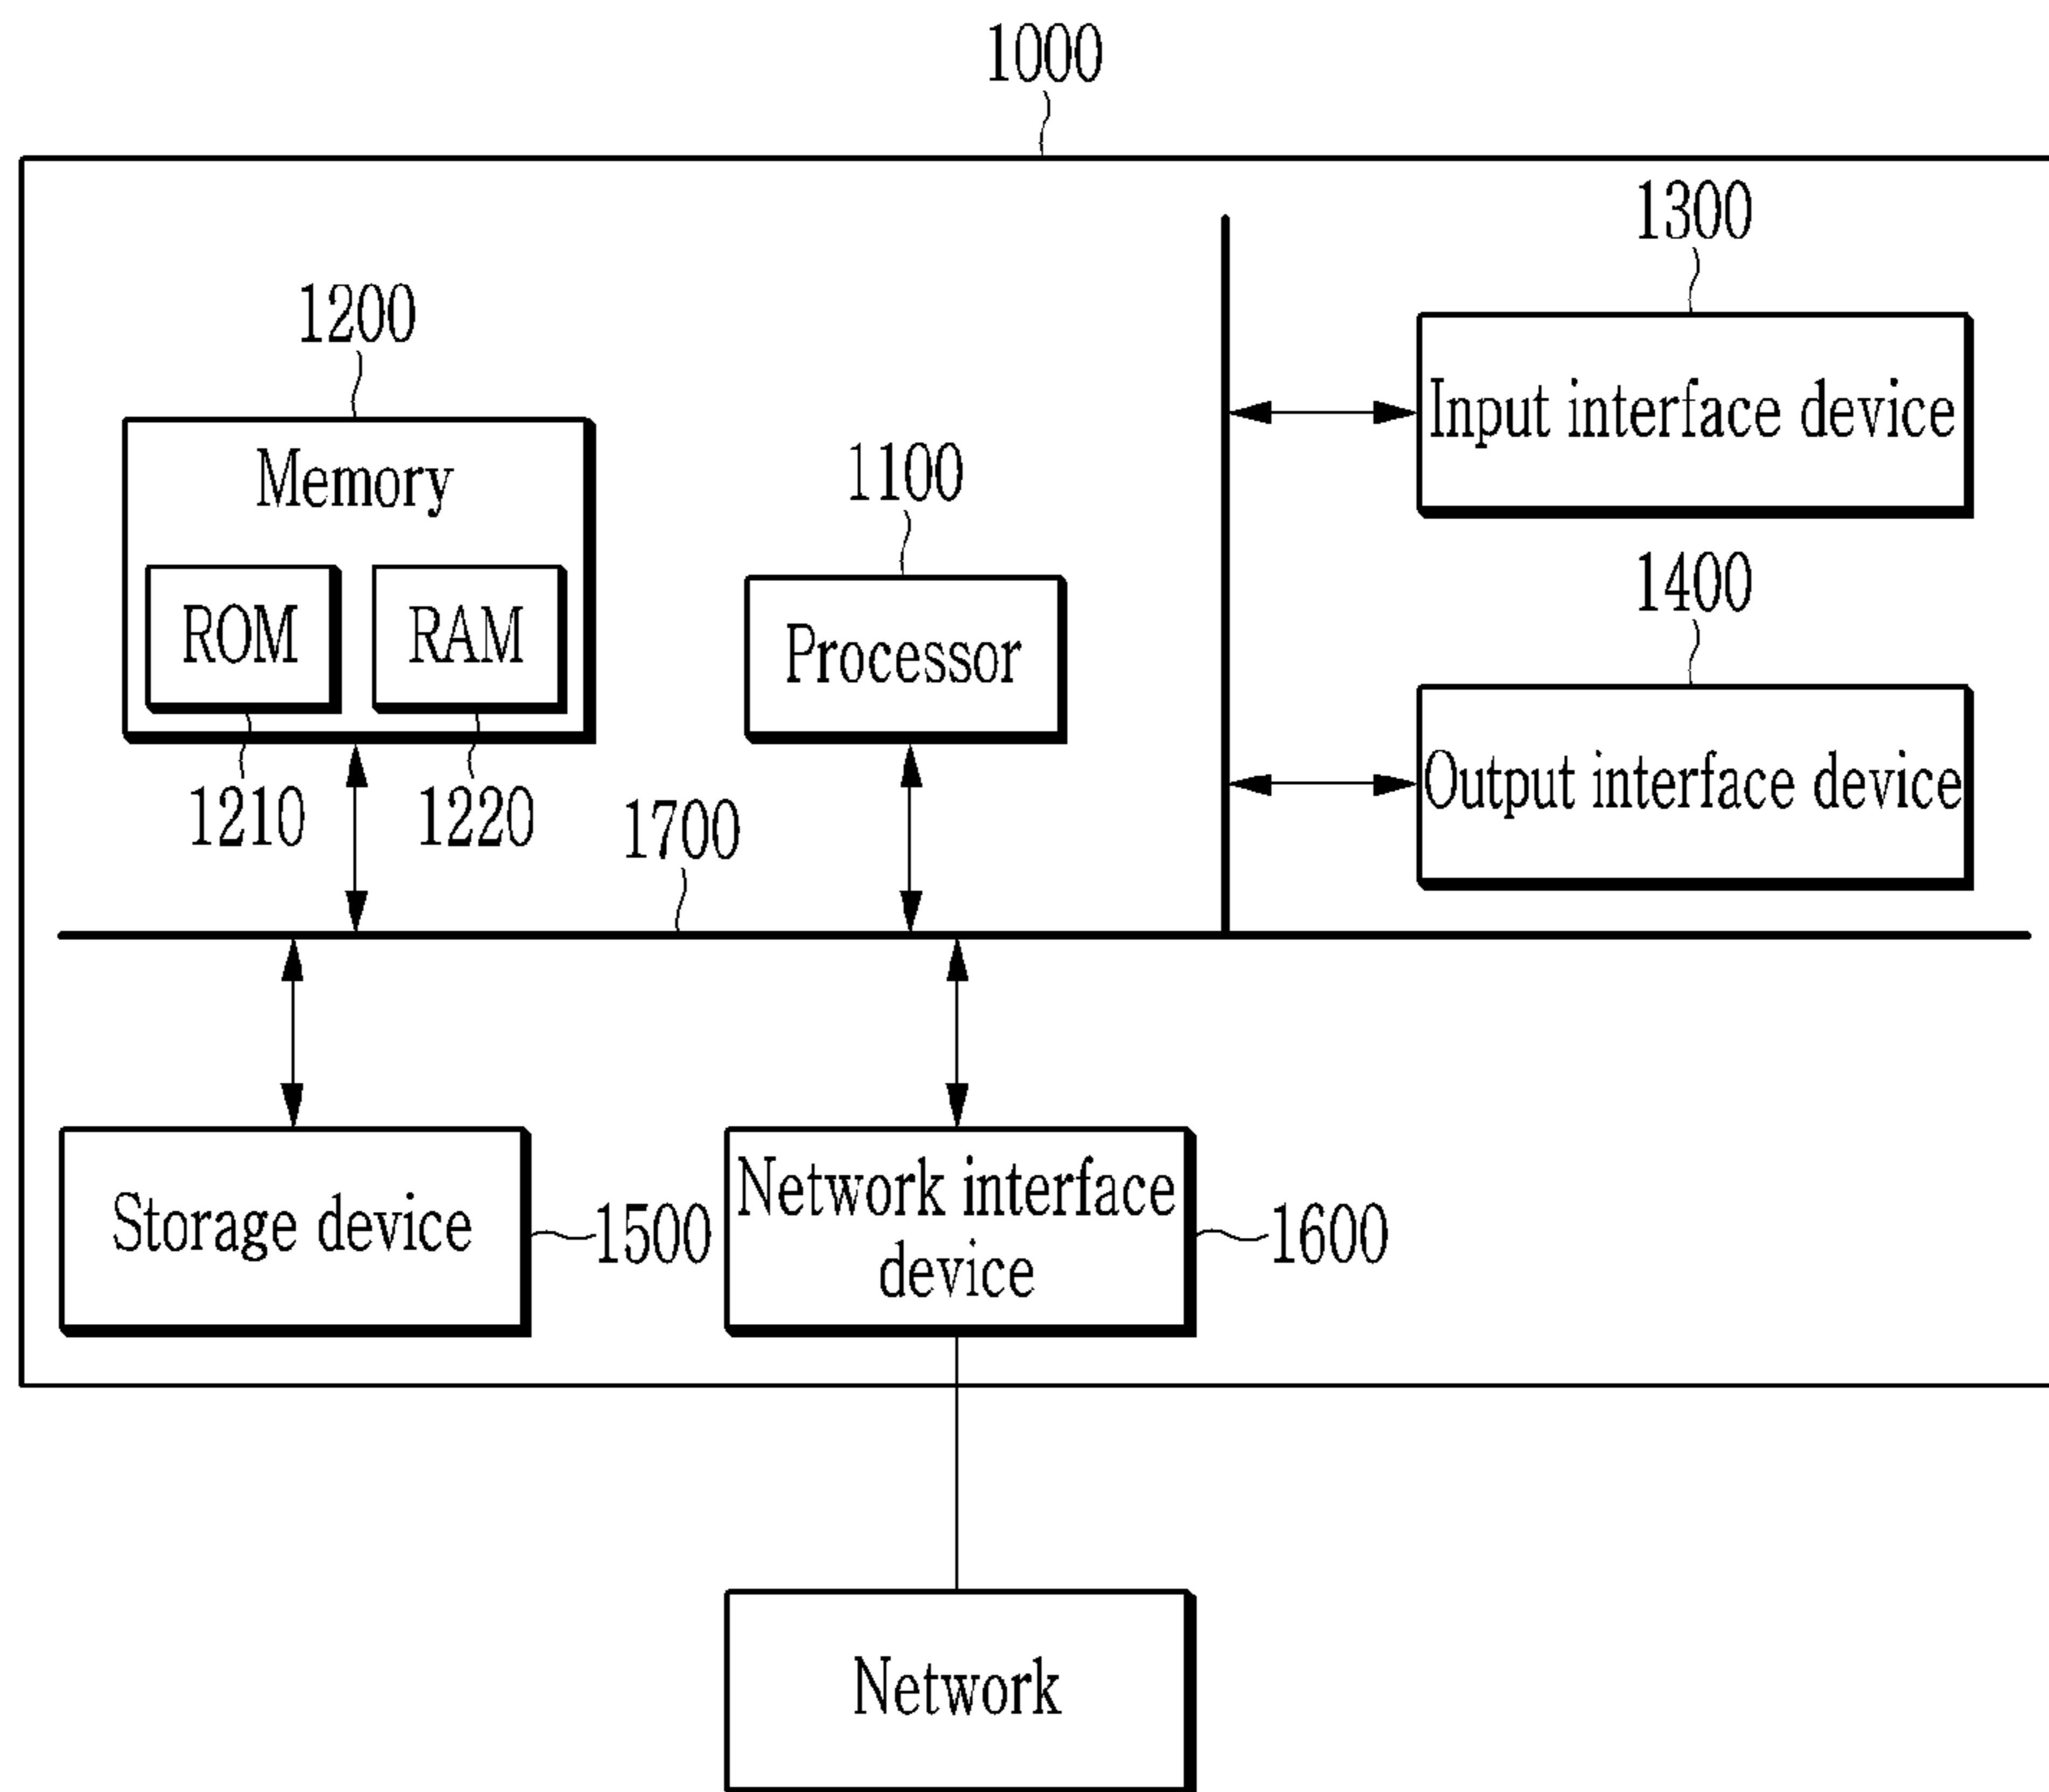 1000
1300
1200
Input interface device
Memory
1100
1400
ROM
RAM
Processor
Output interface device
1210
1220
1700
Storage device
1500
Network interface
device
1600
Network